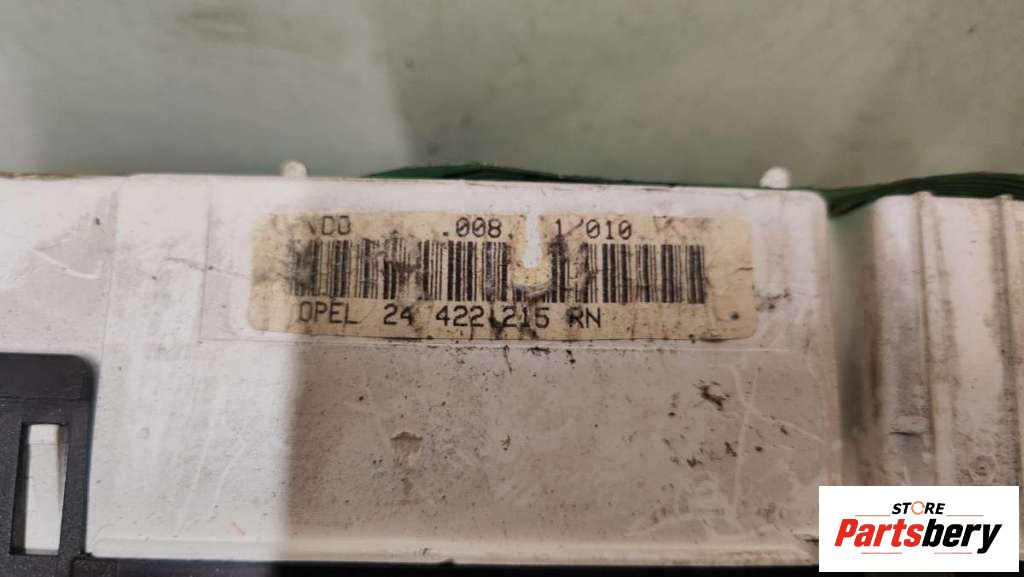 .008. 1/010
OPEL 24 422 215 RN
STORE
Partsbery